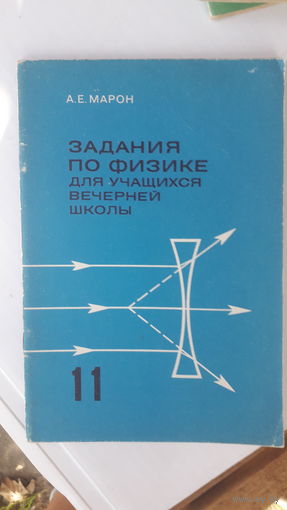 А. Е. МАРОН
ЗАДАНИЯ
ПО ФИЗИКЕ
ДЛЯ УЧАЩИХСЯ
ВЕЧЕРНЕЙ
ШКОЛЫ
11